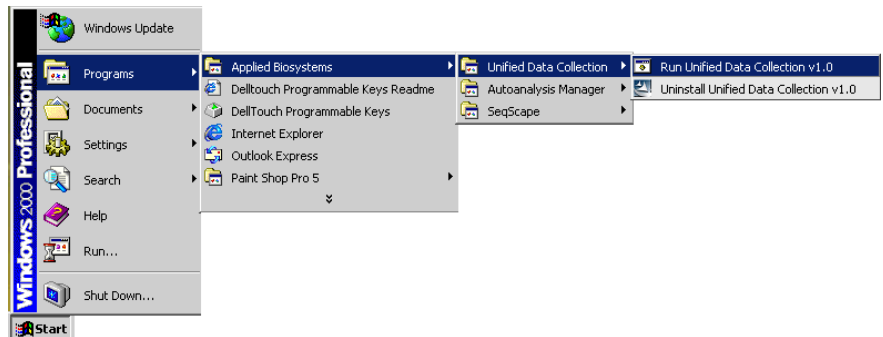 Windows Update
Programs
Documents
Settings
Search
Help
Run...
Shut Down...
Windows 2000 Professional
Start
Applied Biosystems
Delltouch Programmable Keys Readme
DellTouch Programmable Keys
Internet Explorer
Outlook Express
Paint Shop Pro 5
Unified Data Collection
Autoanalysis Manager
SeqScape
Run Unified Data Collection v1.0
Uninstall Unified Data Collection v1.0